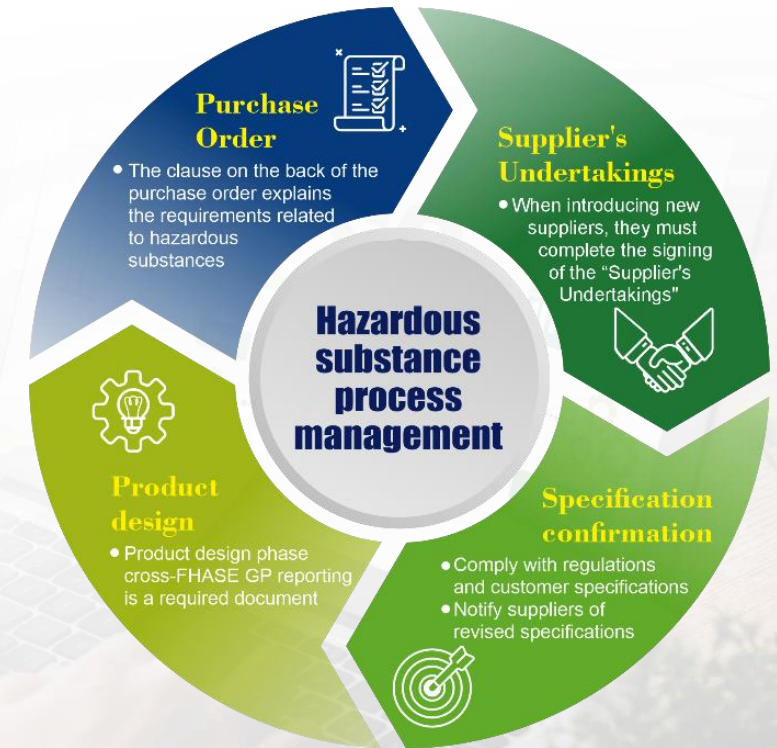 Purchase
Order
• The clause on the back of the
purchase order explains
the requirements related
to hazardous
substances
Supplier's
Undertakings
• When introducing new
suppliers, they must
complete the signing
of the “Supplier's
Undertakings"
Hazardous
substance
process
management
Product
design
• Product design phase
cross-FHASE GP reporting
is a required document
Specification
confirmation
• Comply with regulations
and customer specifications
• Notify suppliers of
revised specifications